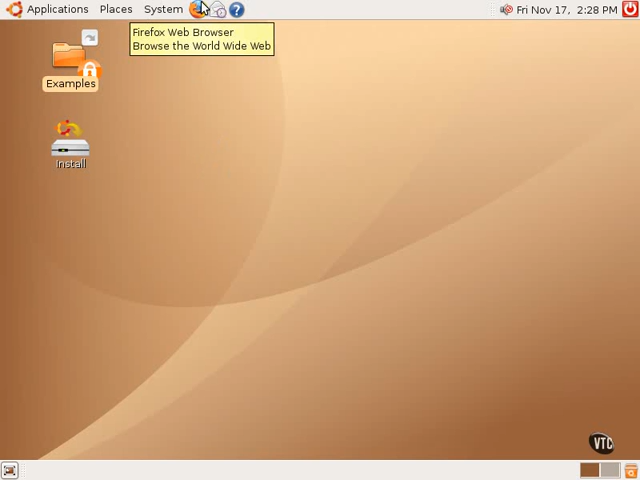 Applications Places System Fri Nov 17, 2:28 PM
Firefox Web Browser
Browse the World Wide Web
Examples
Install
VTC